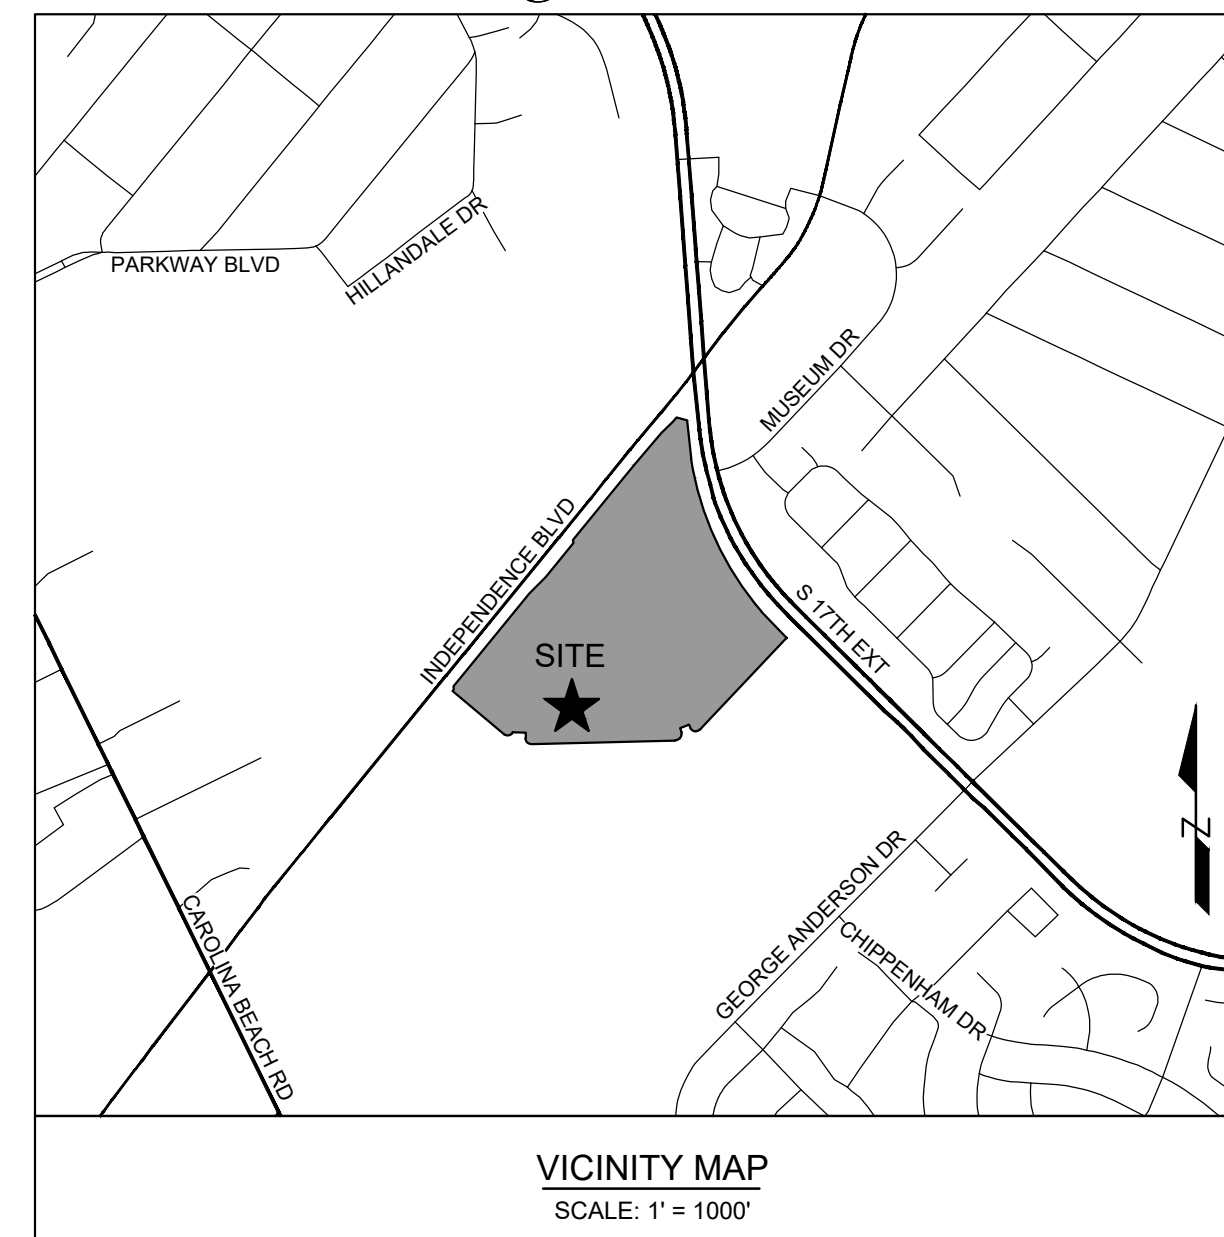 PARKWAY BLVD
HILLANDALE DR
MUSEUM DR
INDEPENDENCE BLVD
S 17TH EXT
SITE
N
GEORGE ANDERSON DR
CHIPPENHAM DR
CAROLINA BEACH RD
VICINITY MAP
SCALE: 1' = 1000'